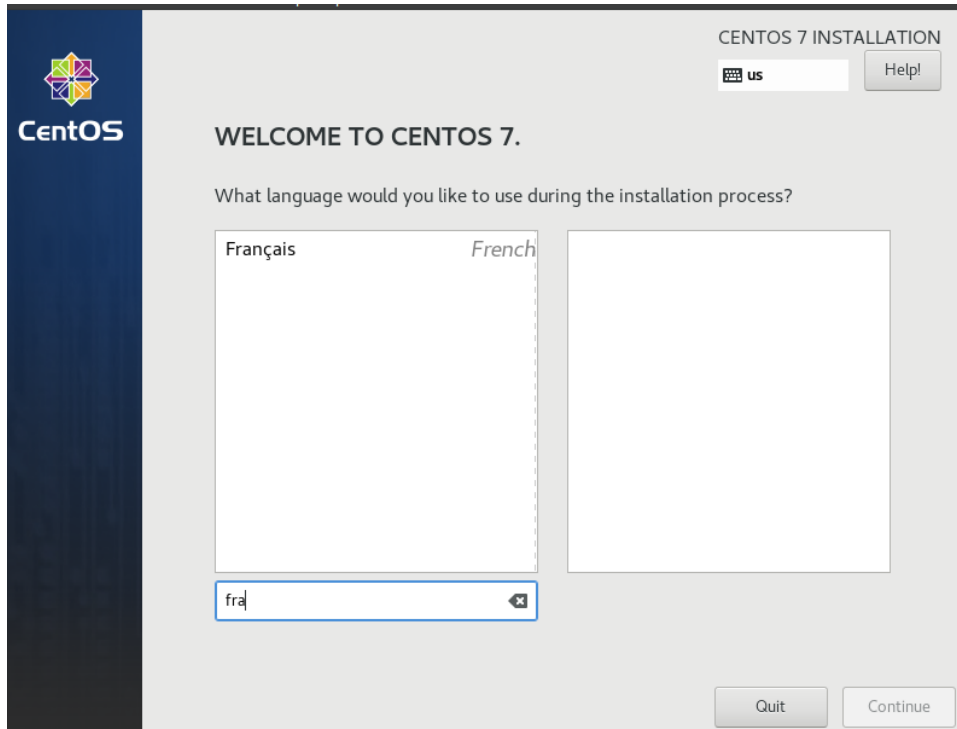 CENTOS 7 INSTALLATION
us
Help!
CentOS
WELCOME TO CENTOS 7.
What language would you like to use during the installation process?
Français French
fra
Quit
Continue